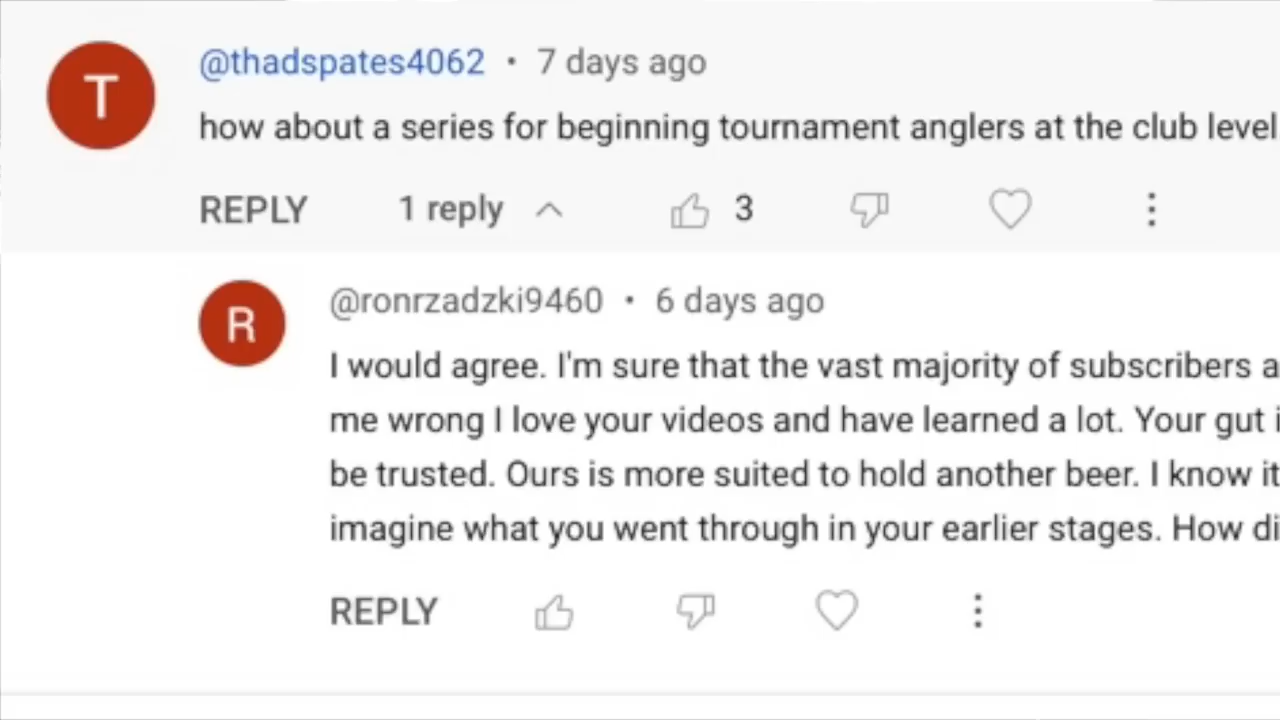 T
@thadspates4062 • 7 days ago
how about a series for beginning tournament anglers at the club level
REPLY 1 reply 3
R
@ronrzadzki9460 • 6 days ago
I would agree. I'm sure that the vast majority of subscribers a
me wrong I love your videos and have learned a lot. Your gut i
be trusted. Ours is more suited to hold another beer. I know it
imagine what you went through in your earlier stages. How di
REPLY